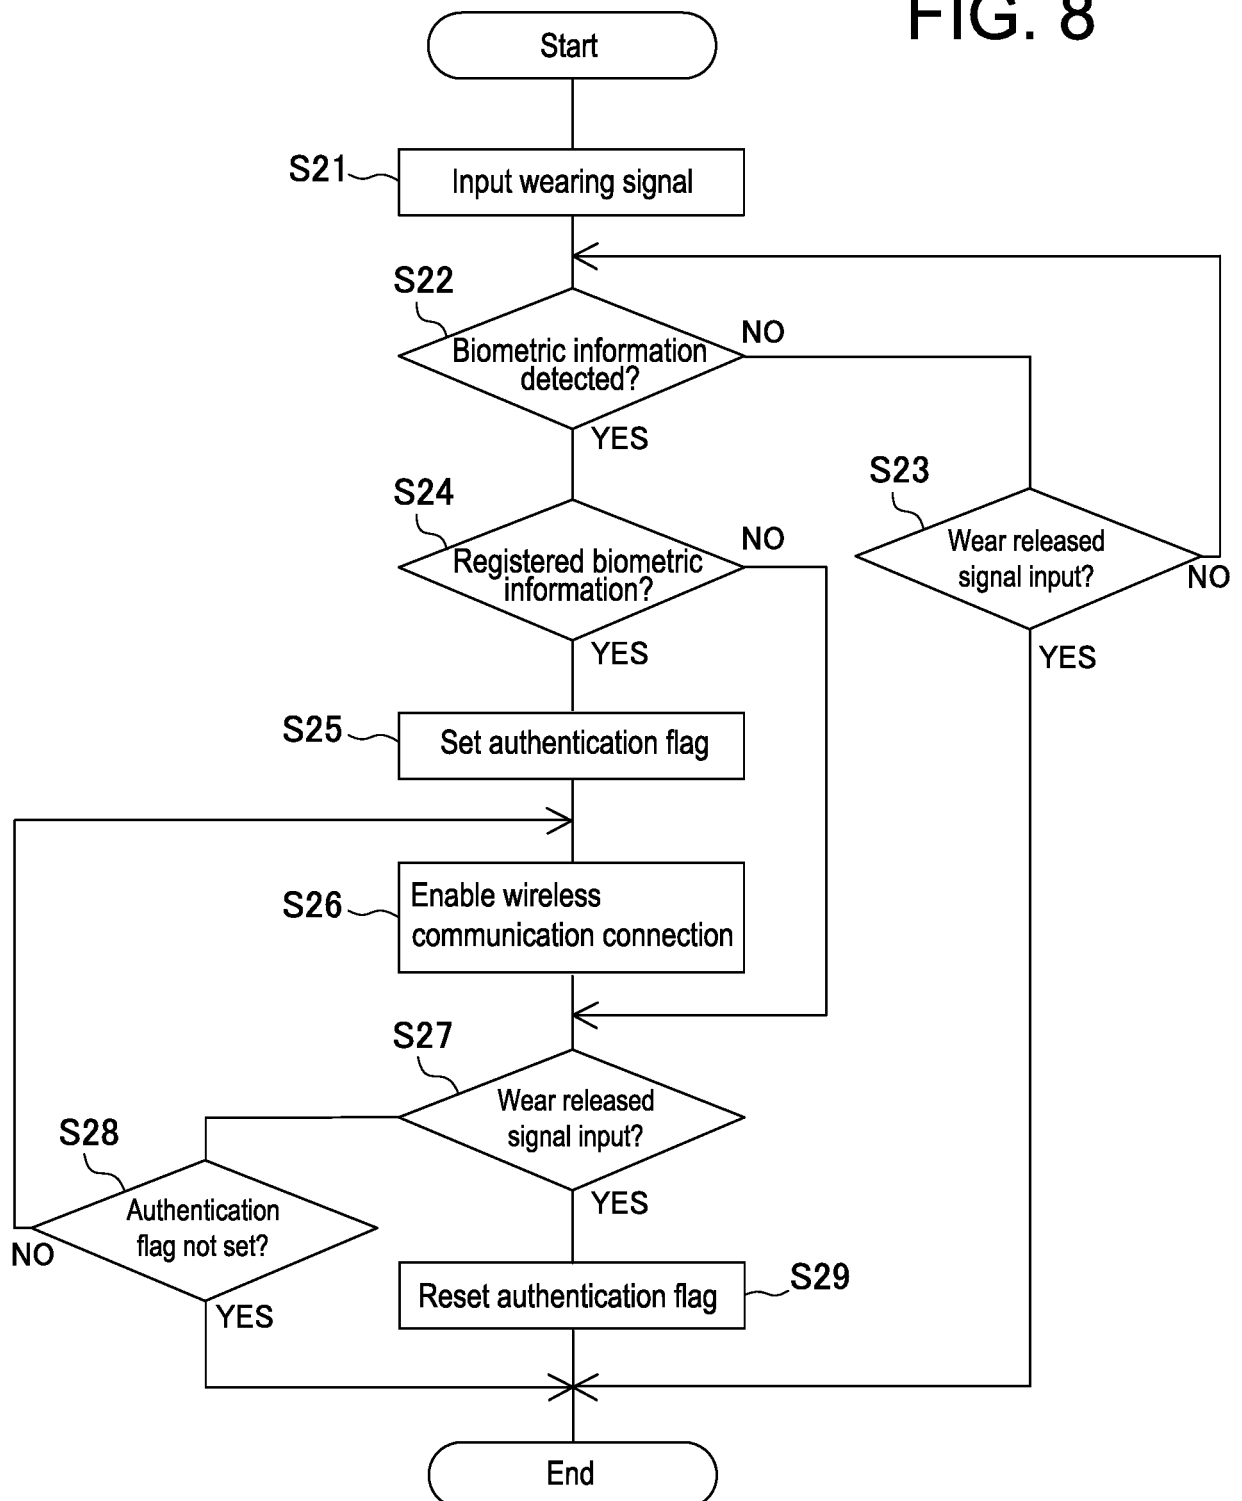 FIG. 8
Start
S21
Input wearing signal
S22
Biometric information
detected?
NO
YES
S23
Wear released
signal input?
NO
YES
S24
Registered biometric
information?
NO
YES
S25
Set authentication flag
S26
Enable wireless
communication connection
S27
Wear released
signal input?
YES
S28
Authentication
flag not set?
NO
YES
Reset authentication flag
S29
End